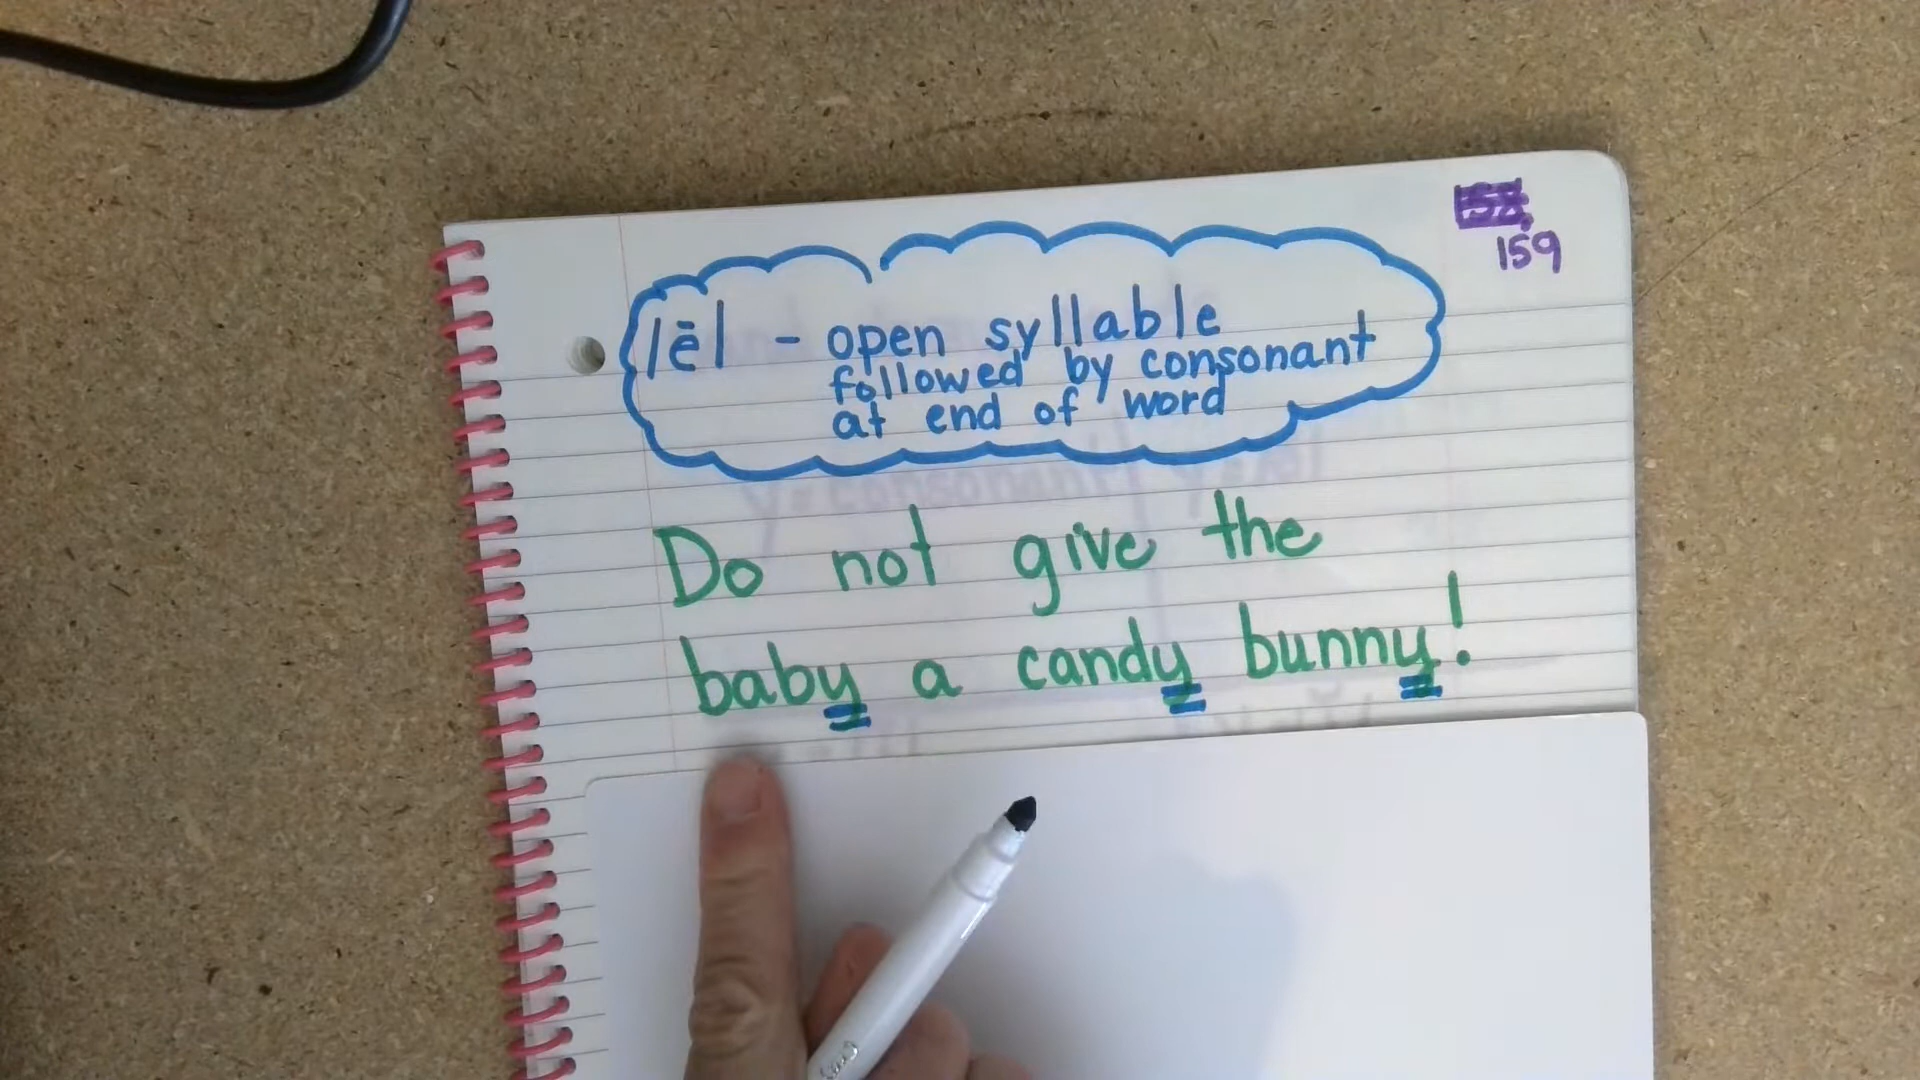 159
/ē/ - open syllable
followed by consonant
at end of word
Do not give the
baby a candy bunny!